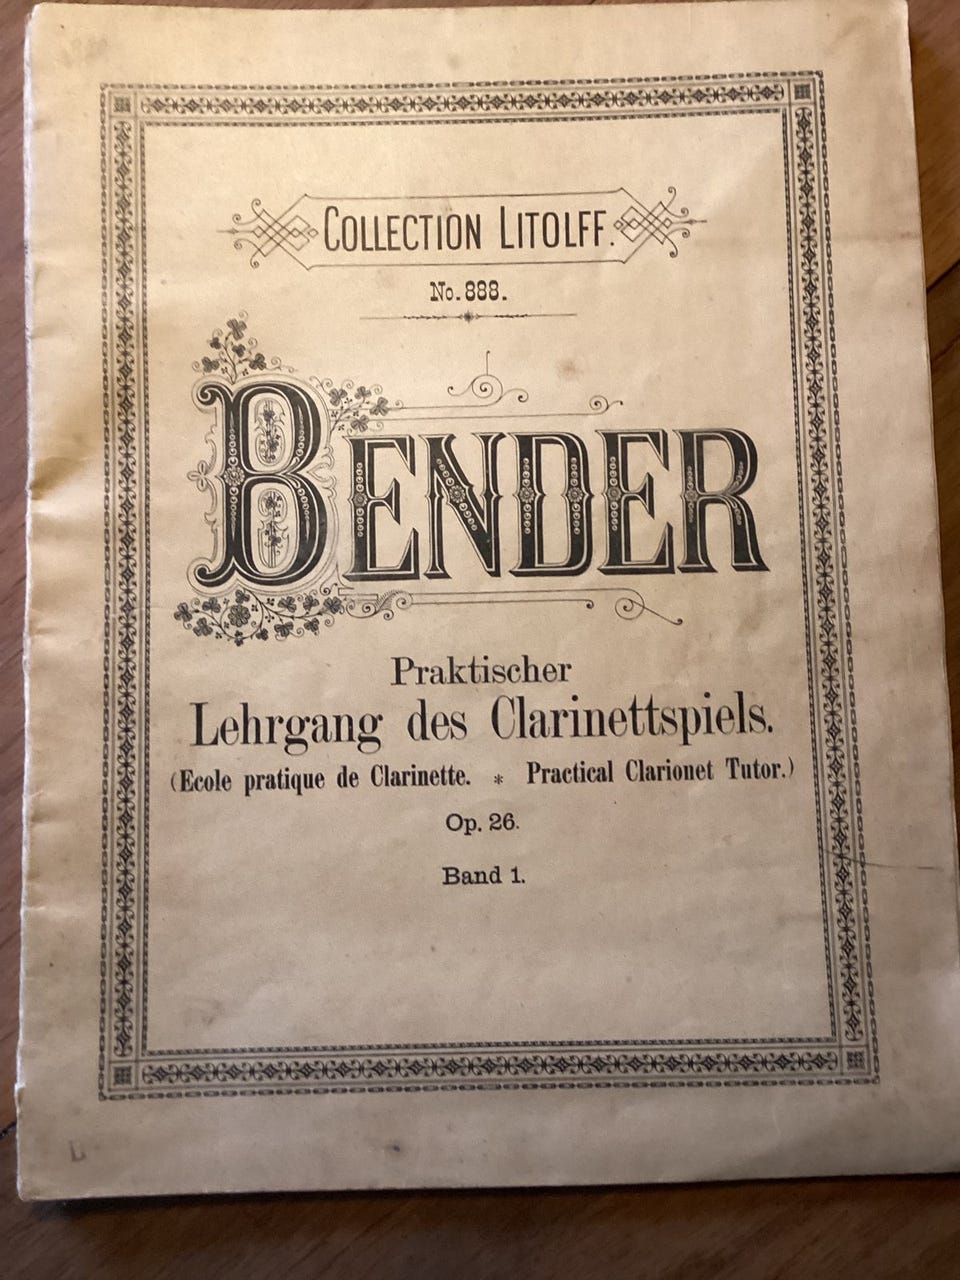 COLLECTION LITOLFF.
No. 888.
BENDER
Praktischer
Lehrgang des Clarinettspiels.
(Ecole pratique de Clarinette. * Practical Clarionet Tutor.)
Op. 26.
Band 1.